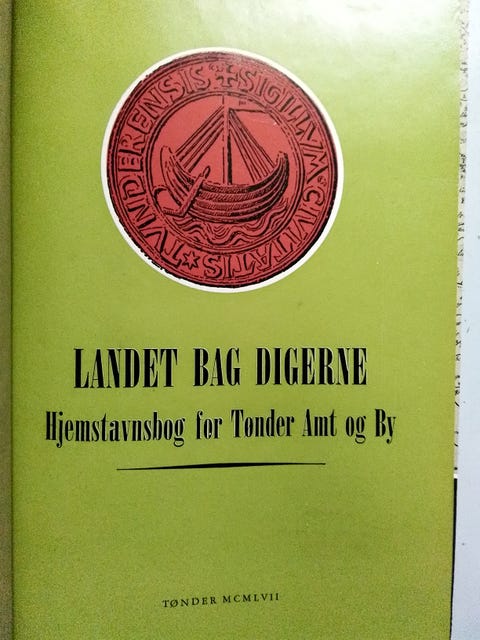 ✝SIGILLVM CIVITATIS✶TVNDERENSIS
LANDET BAG DIGERNE
Hjemstavnsbog for Tønder Amt og By
TØNDER MCMLVII